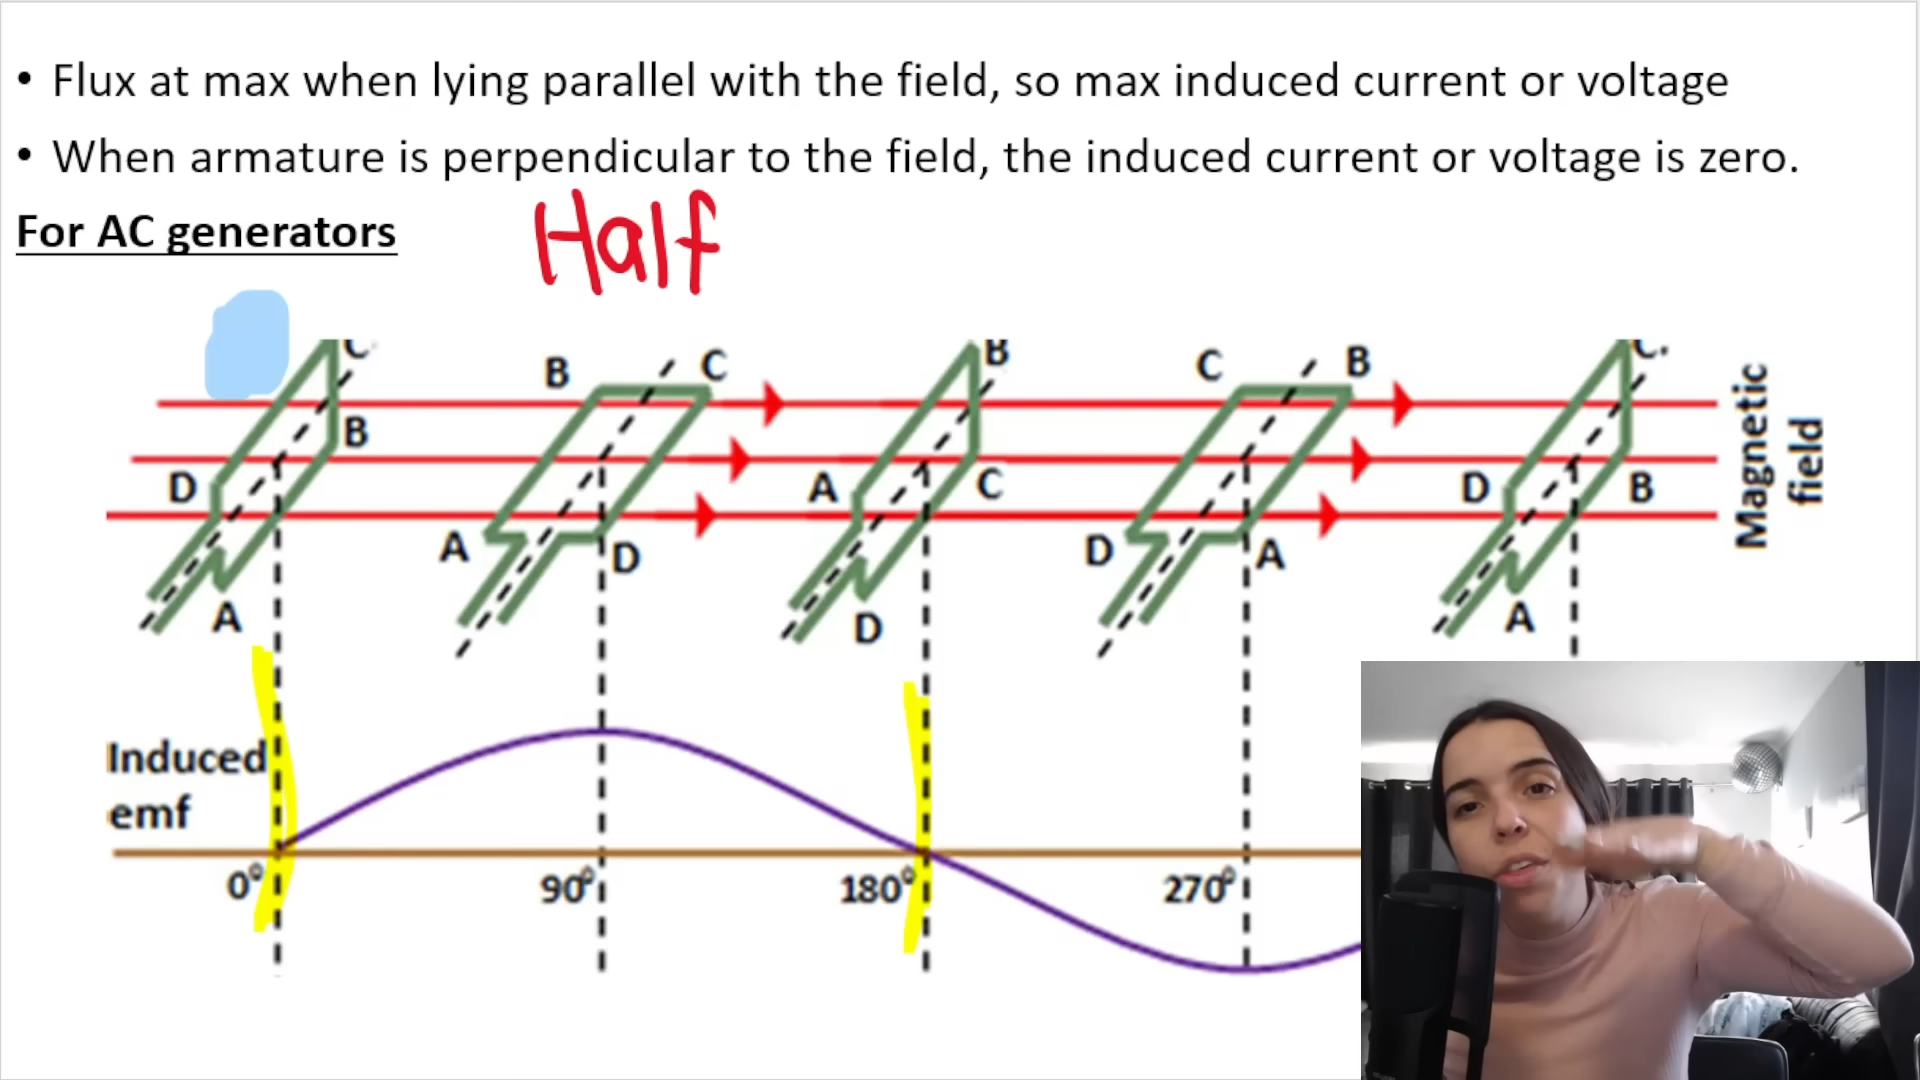 • Flux at max when lying parallel with the field, so max induced current or voltage
• When armature is perpendicular to the field, the induced current or voltage is zero.
For AC generators
Half
C
B
D
A
B
C
A
D
B
A
C
D
C
B
D
A
C
D
B
A
Magnetic
field
Induced
emf
0°
90°
180°
270°